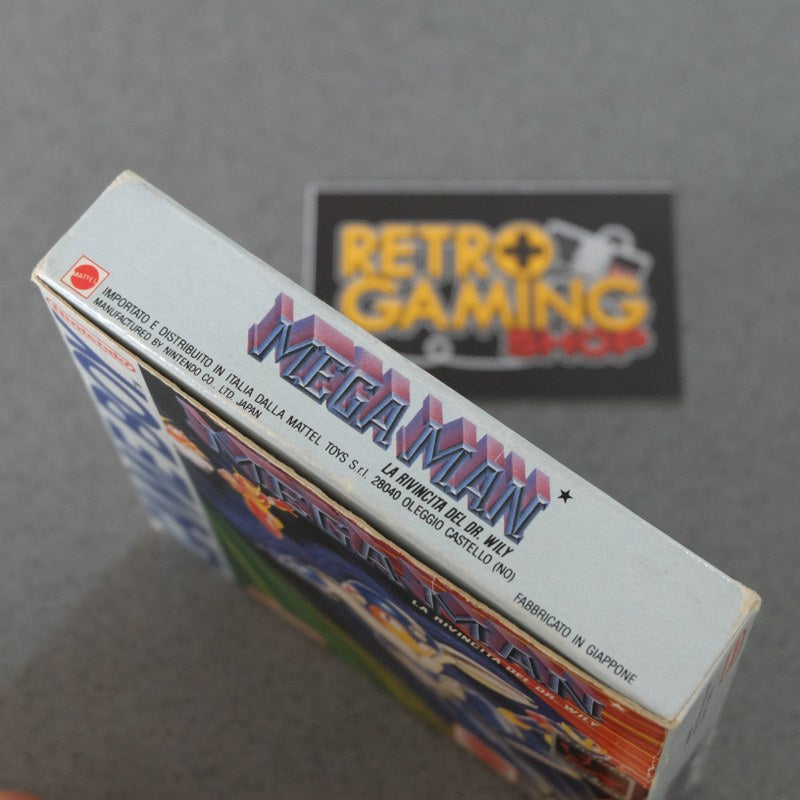 RETRO
GAMING
SHOP
MATTEL
IMPORTATO E DISTRIBUITO IN ITALIA DALLA MATTEL TOYS S.r.l. 28040 OLEGGIO CASTELLO (NO)
MANUFACTURED BY NINTENDO CO., LTD. JAPAN
MEGA MAN
LA RIVINCITA DEL DR. WILY
FABBRICATO IN GIAPPONE
Nintendo
MEGA MAN
LA RIVINCITA DEL DR. WILY